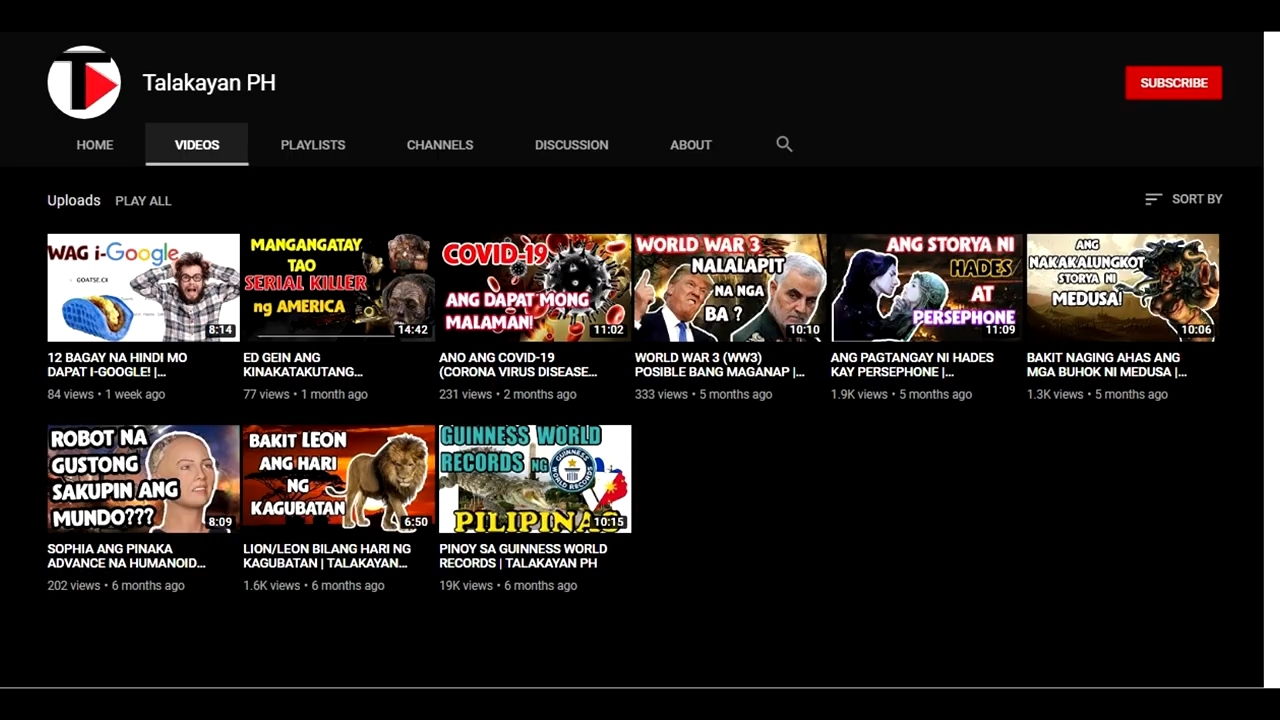 Talakayan PH
SUBSCRIBE
HOME
VIDEOS
PLAYLISTS
CHANNELS
DISCUSSION
ABOUT
Uploads
PLAY ALL
SORT BY
WAG i-Google
GOATSE.CX
8:14
12 BAGAY NA HINDI MO
DAPAT I-GOOGLE! |...
84 views • 1 week ago
MANGANGATAY
TAO
SERIAL KILLER
ng AMERICA
14:42
ED GEIN ANG
KINAKATAKUTANG...
77 views • 1 month ago
COVID-19
ANG DAPAT MONG
MALAMAN!
11:02
ANO ANG COVID-19
(CORONA VIRUS DISEASE...
231 views • 2 months ago
WORLD WAR 3
NALALAPIT
NA NGA
BA ?
10:10
WORLD WAR 3 (WW3)
POSIBLE BANG MAGANAP |...
333 views • 5 months ago
ANG STORYA NI
HADES
AT
PERSEPHONE
11:09
ANG PAGTANGAY NI HADES
KAY PERSEPHONE |...
1.9K views • 5 months ago
ANG
NAKAKALUNGKOT
STORYA NI
MEDUSA!
10:06
BAKIT NAGING AHAS ANG
MGA BUHOK NI MEDUSA |...
1.3K views • 5 months ago
ROBOT NA
GUSTONG
SAKUPIN ANG
MUNDO???
8:09
SOPHIA ANG PINAKA
ADVANCE NA HUMANOID...
202 views • 6 months ago
BAKIT LEON
ANG HARI
NG
KAGUBATAN
6:50
LION/LEON BILANG HARI NG
KAGUBATAN | TALAKAYAN...
1.6K views • 6 months ago
GUINNESS WORLD
RECORDS NG
PILIPINAS
10:15
PINOY SA GUINNESS WORLD
RECORDS | TALAKAYAN PH
19K views • 6 months ago